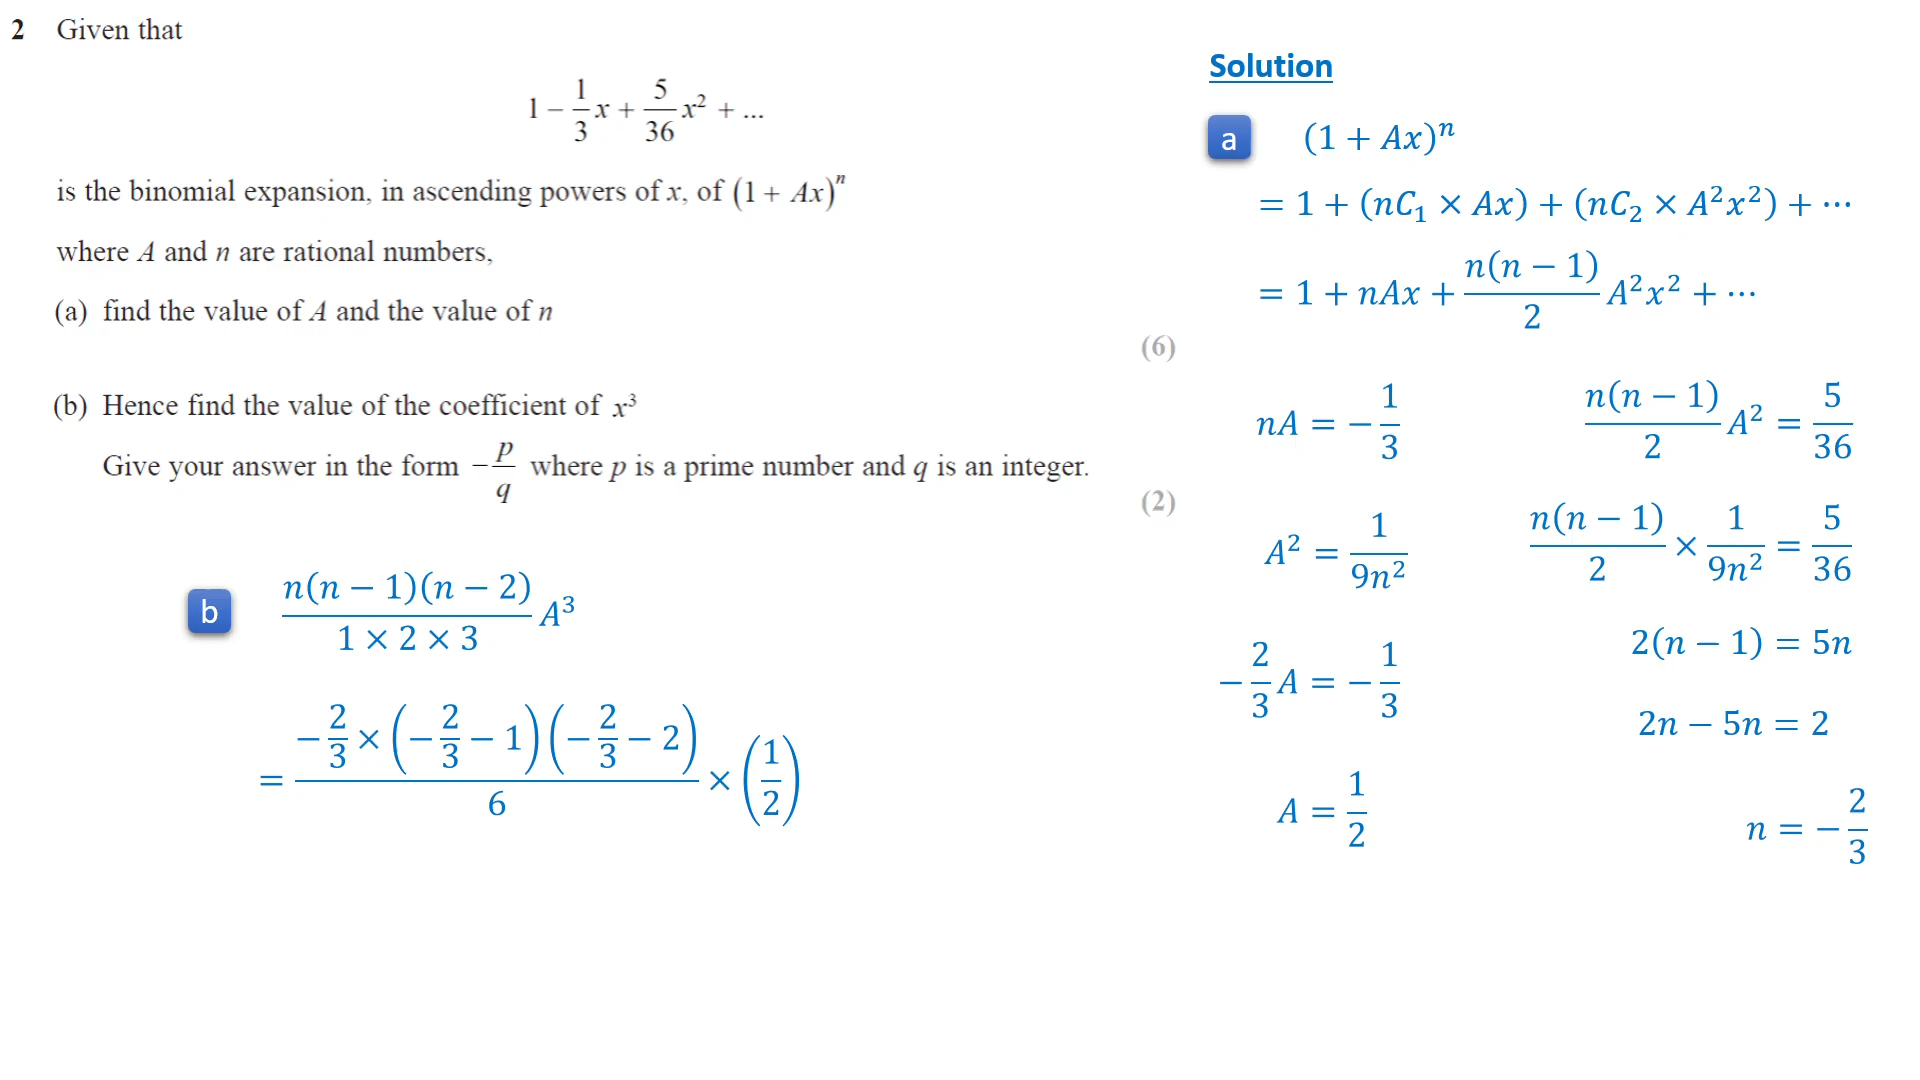 2 Given that
1 − 1/3 x + 5/36 x² + ...
is the binomial expansion, in ascending powers of x, of (1 + Ax)ⁿ
where A and n are rational numbers,
(a) find the value of A and the value of n
(6)
(b) Hence find the value of the coefficient of x³
Give your answer in the form −p/q where p is a prime number and q is an integer.
(2)
Solution
a (1 + Ax)ⁿ
= 1 + (nC₁ × Ax) + (nC₂ × A²x²) + ⋯
= 1 + nAx + n(n − 1)/2 A²x² + ⋯
nA = −1/3
n(n − 1)/2 A² = 5/36
A² = 1/9n²
n(n − 1)/2 × 1/9n² = 5/36
2(n − 1) = 5n
−2/3 A = −1/3
2n − 5n = 2
A = 1/2
n = −2/3
b n(n − 1)(n − 2)/1 × 2 × 3 A³
= −2/3 × (−2/3 − 1)(−2/3 − 2)/6 × (1/2)